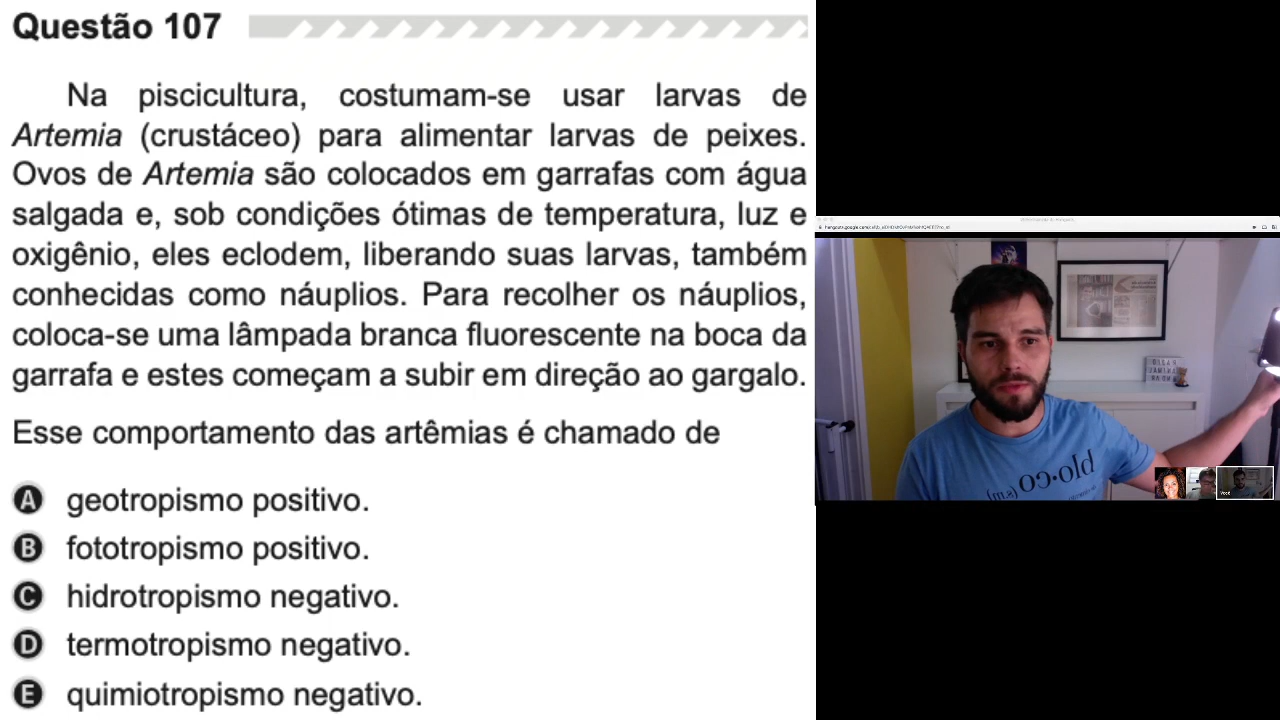 Questão 107
Na piscicultura, costumam-se usar larvas de
Artemia (crustáceo) para alimentar larvas de peixes.
Ovos de Artemia são colocados em garrafas com água
salgada e, sob condições ótimas de temperatura, luz e
oxigênio, eles eclodem, liberando suas larvas, também
conhecidas como náuplios. Para recolher os náuplios,
coloca-se uma lâmpada branca fluorescente na boca da
garrafa e estes começam a subir em direção ao gargalo.
Esse comportamento das artêmias é chamado de
A geotropismo positivo.
B fototropismo positivo.
C hidrotropismo negativo.
D termotropismo negativo.
E quimiotropismo negativo.
blo·co
Você